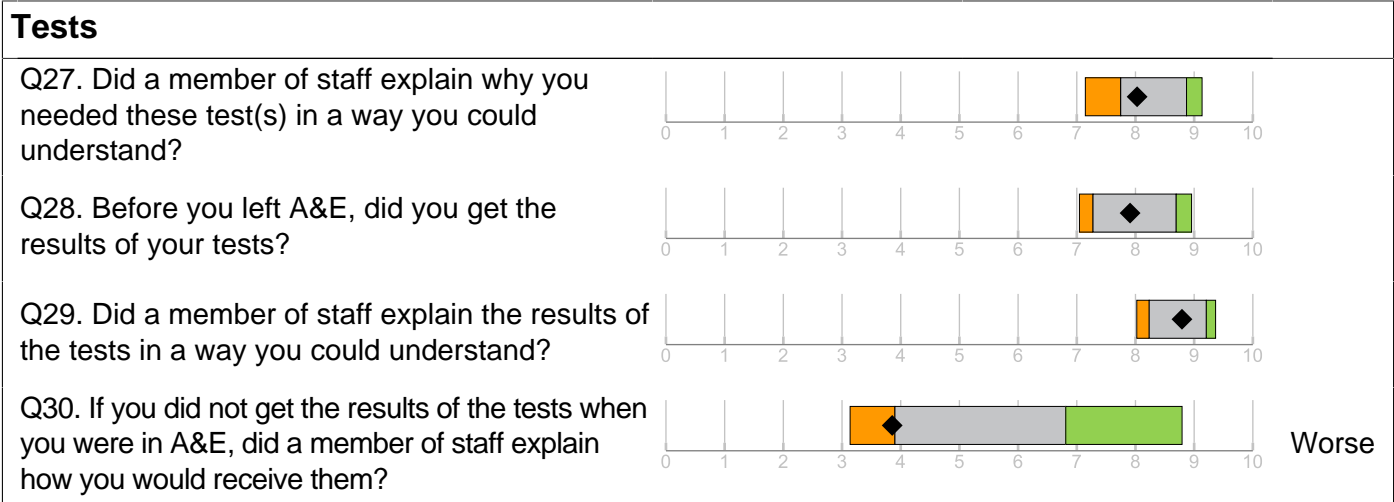 Tests
Q27. Did a member of staff explain why you
needed these test(s) in a way you could
understand?
0 1 2 3 4 5 6 7 8 9 10
Q28. Before you left A&E, did you get the
results of your tests?
0 1 2 3 4 5 6 7 8 9 10
Q29. Did a member of staff explain the results of
the tests in a way you could understand?
0 1 2 3 4 5 6 7 8 9 10
Q30. If you did not get the results of the tests when
you were in A&E, did a member of staff explain
how you would receive them?
0 1 2 3 4 5 6 7 8 9 10
Worse